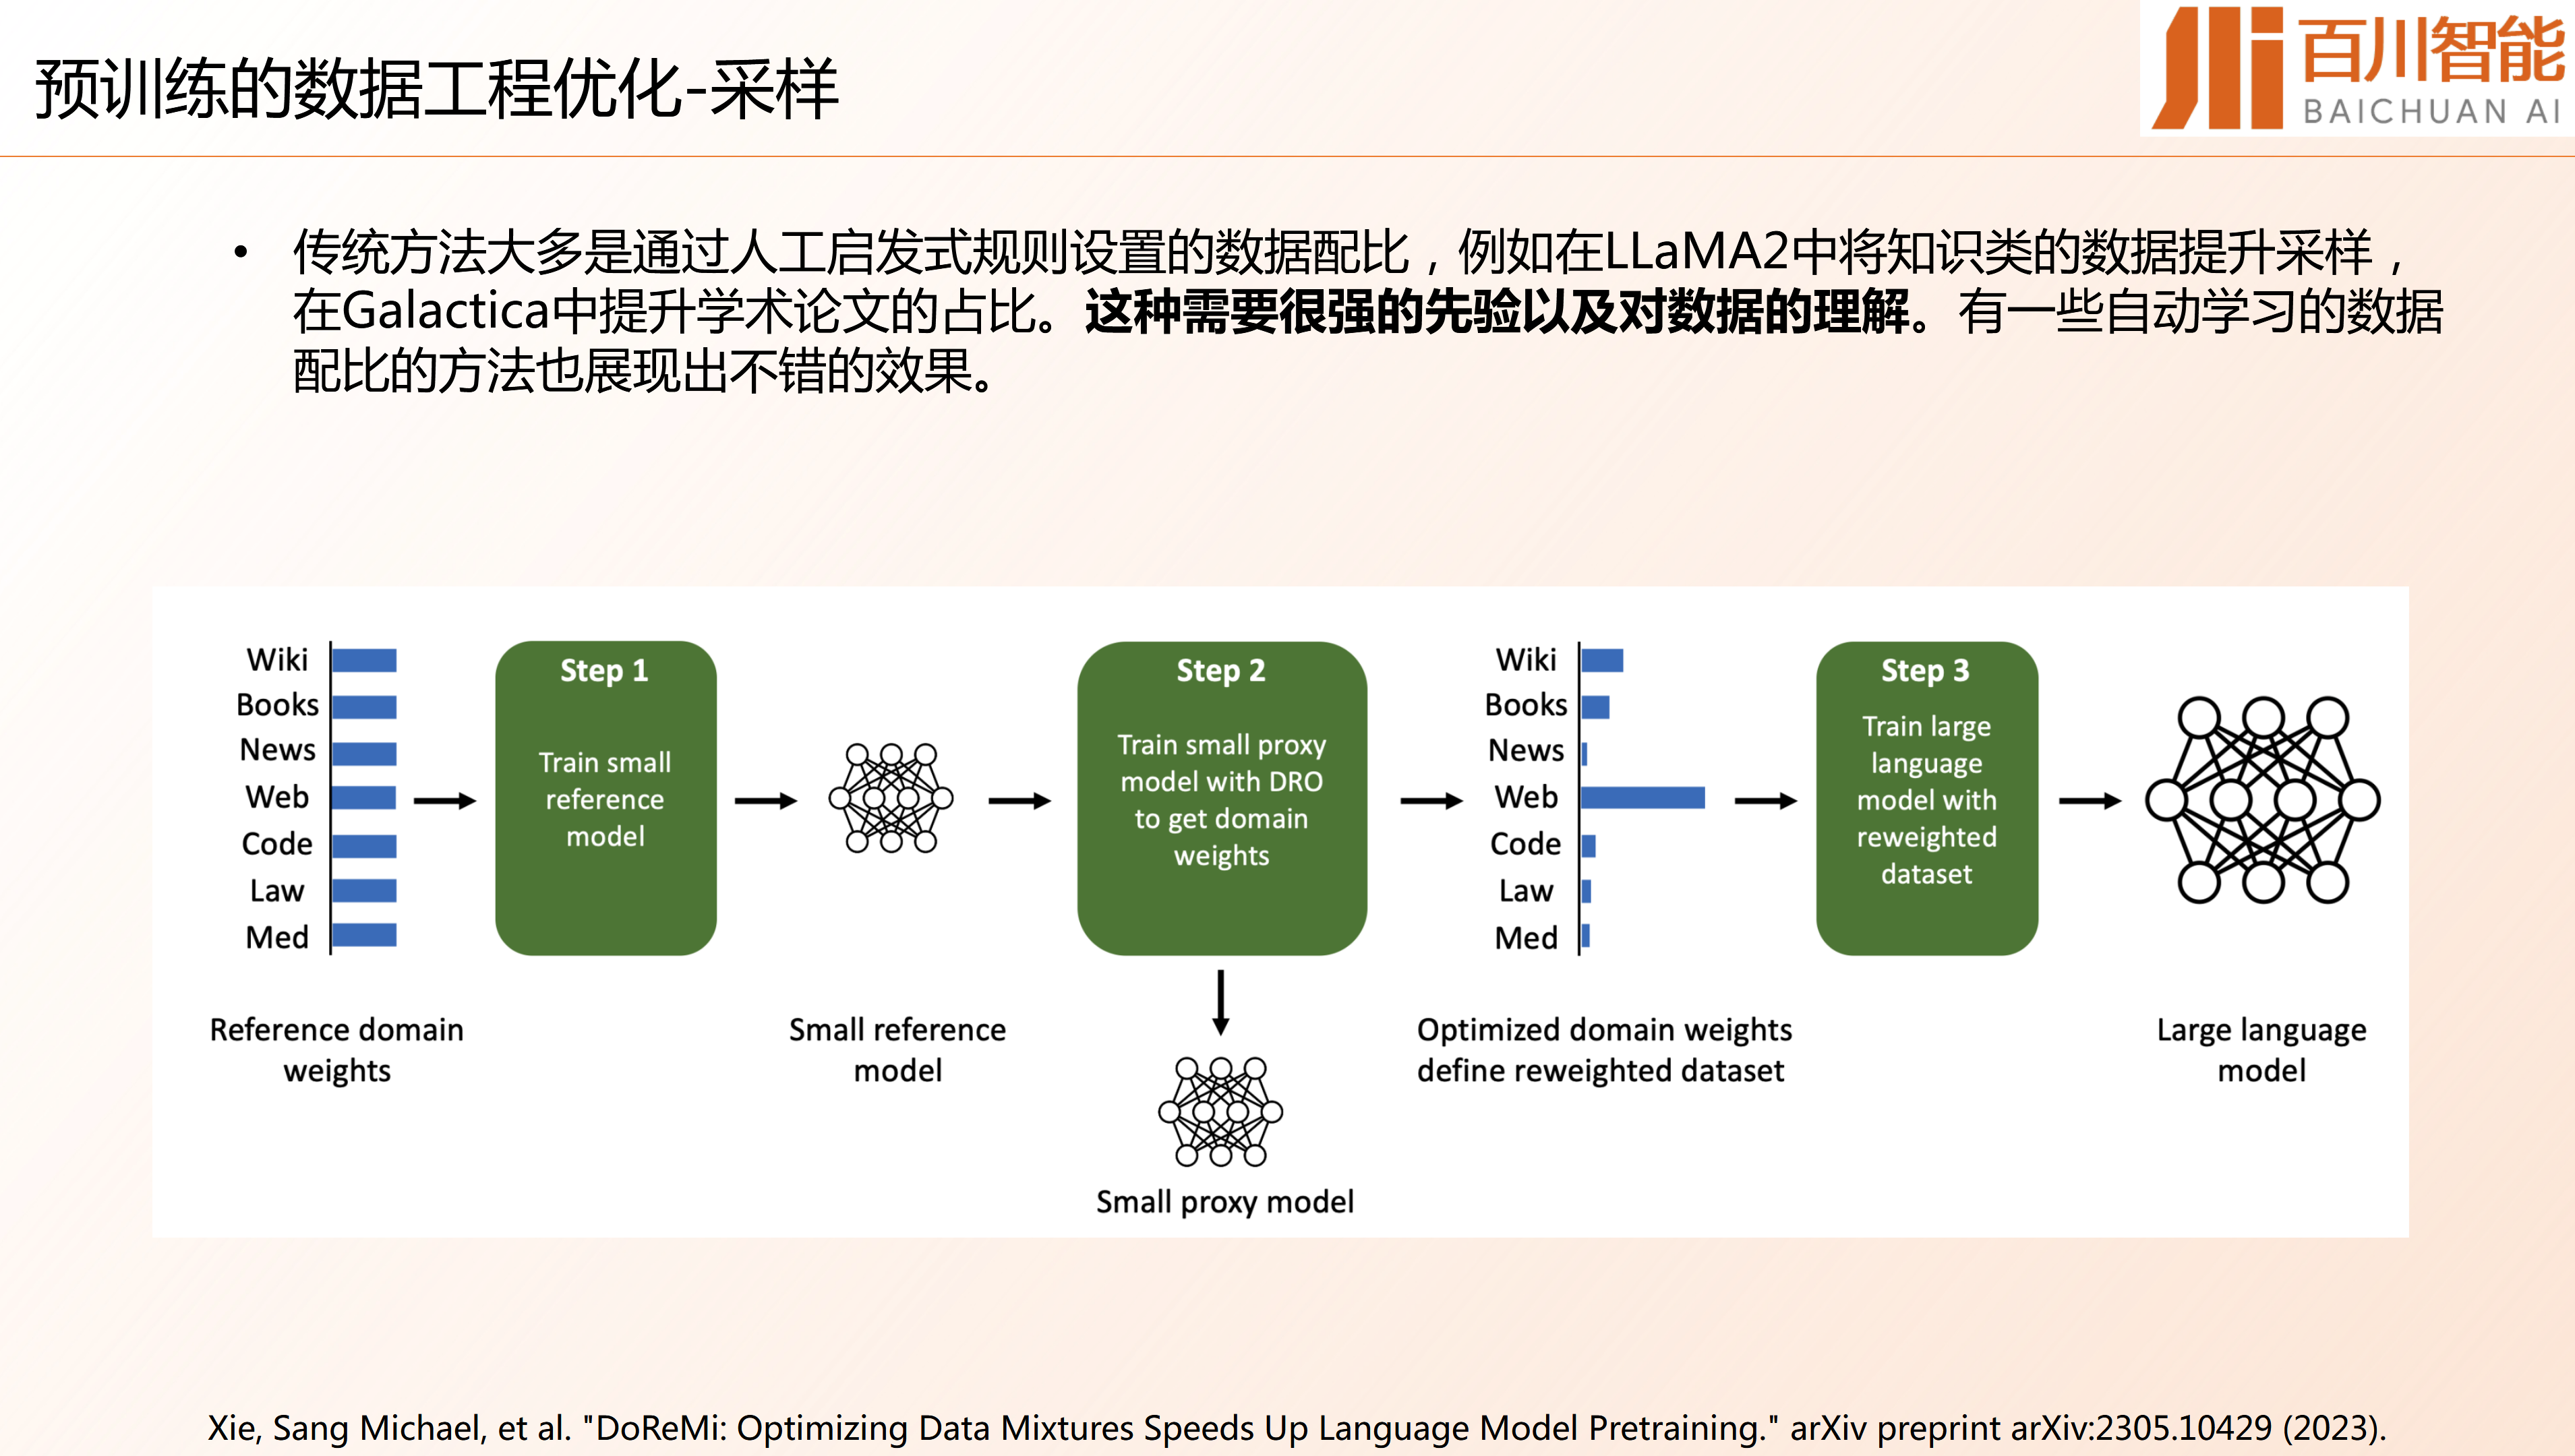 预训练的数据工程优化-采样
百川智能
BAICHUAN AI
• 传统方法大多是通过人工启发式规则设置的数据配比，例如在LLaMA2中将知识类的数据提升采样，
在Galactica中提升学术论文的占比。这种需要很强的先验以及对数据的理解。有一些自动学习的数据
配比的方法也展现出不错的效果。
Wiki
Books
News
Web
Code
Law
Med
Reference domain
weights
Step 1
Train small
reference
model
Small reference
model
Step 2
Train small proxy
model with DRO
to get domain
weights
Small proxy model
Wiki
Books
News
Web
Code
Law
Med
Optimized domain weights
define reweighted dataset
Step 3
Train large
language
model with
reweighted
dataset
Large language
model
Xie, Sang Michael, et al. "DoReMi: Optimizing Data Mixtures Speeds Up Language Model Pretraining." arXiv preprint arXiv:2305.10429 (2023).